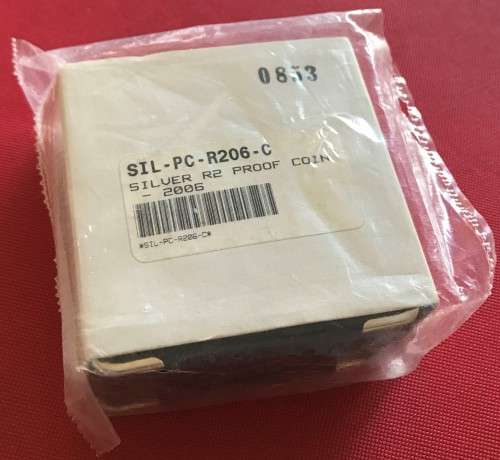 0853
SIL-PC-R206-C
SILVER R2 PROOF COIN
- 2006
*SIL-PC-R206-C*